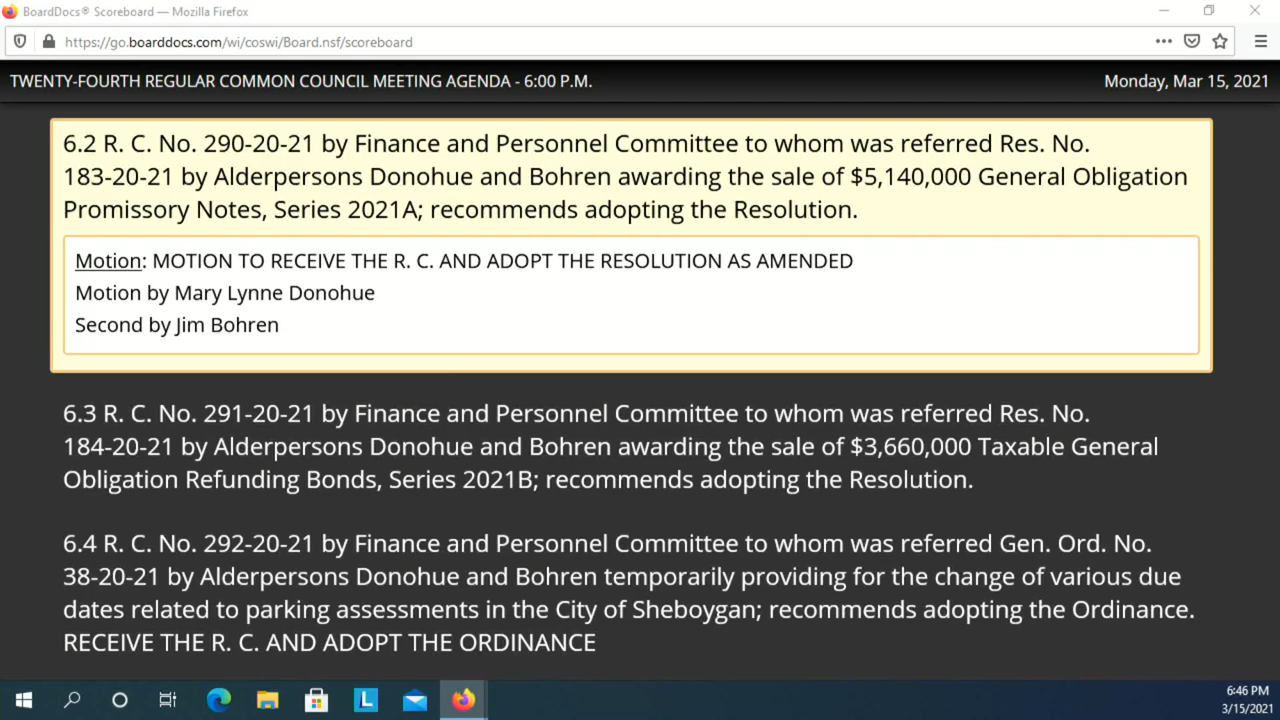 BoardDocs® Scoreboard — Mozilla Firefox
https://go.boarddocs.com/wi/coswi/Board.nsf/scoreboard
TWENTY-FOURTH REGULAR COMMON COUNCIL MEETING AGENDA - 6:00 P.M.
Monday, Mar 15, 2021
6.2 R. C. No. 290-20-21 by Finance and Personnel Committee to whom was referred Res. No.
183-20-21 by Alderpersons Donohue and Bohren awarding the sale of $5,140,000 General Obligation
Promissory Notes, Series 2021A; recommends adopting the Resolution.
Motion: MOTION TO RECEIVE THE R. C. AND ADOPT THE RESOLUTION AS AMENDED
Motion by Mary Lynne Donohue
Second by Jim Bohren
6.3 R. C. No. 291-20-21 by Finance and Personnel Committee to whom was referred Res. No.
184-20-21 by Alderpersons Donohue and Bohren awarding the sale of $3,660,000 Taxable General
Obligation Refunding Bonds, Series 2021B; recommends adopting the Resolution.
6.4 R. C. No. 292-20-21 by Finance and Personnel Committee to whom was referred Gen. Ord. No.
38-20-21 by Alderpersons Donohue and Bohren temporarily providing for the change of various due
dates related to parking assessments in the City of Sheboygan; recommends adopting the Ordinance.
RECEIVE THE R. C. AND ADOPT THE ORDINANCE
L
6:46 PM
3/15/2021